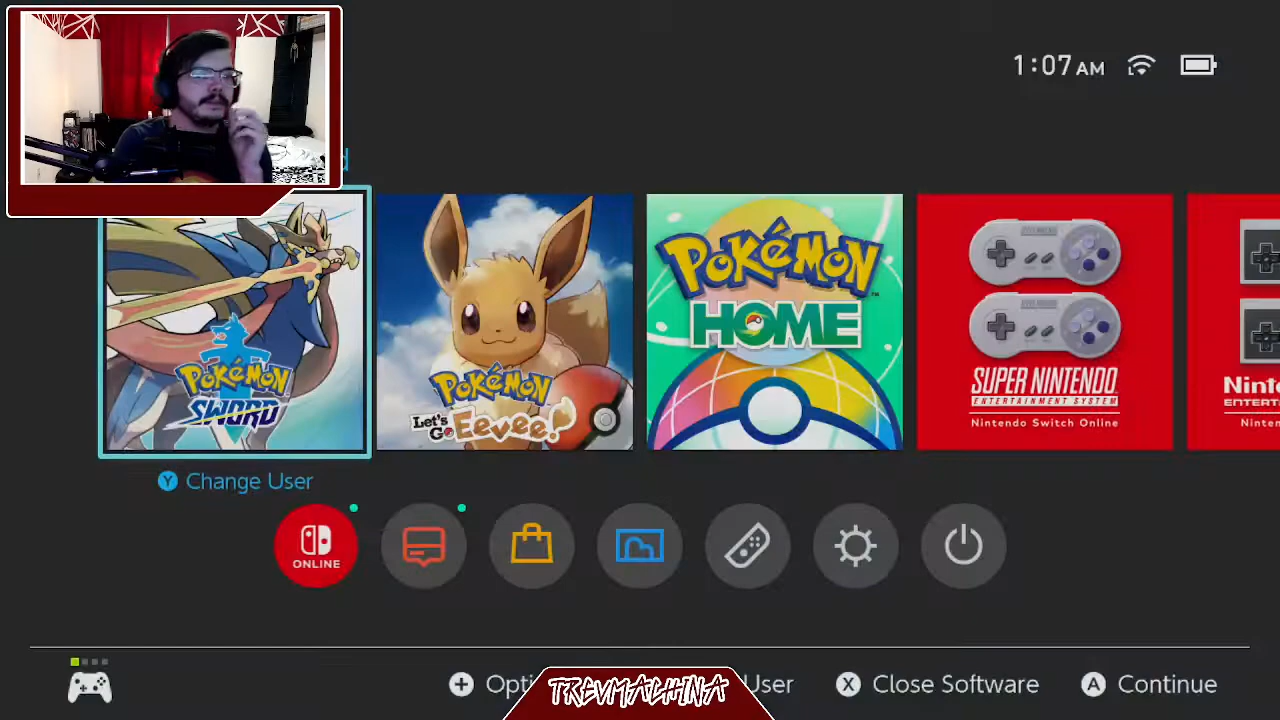 1:07 AM
d
POKÉMON
SWORD
POKÉMON
Let's
Go Eevee!
POKÉMON
HOME
SUPER NINTENDO
ENTERTAINMENT SYSTEM
Nintendo Switch Online
Ninten
ENTERT
Ninten
Y Change User
ONLINE
+ Opti
User
X Close Software
A Continue
TREVMACHINA